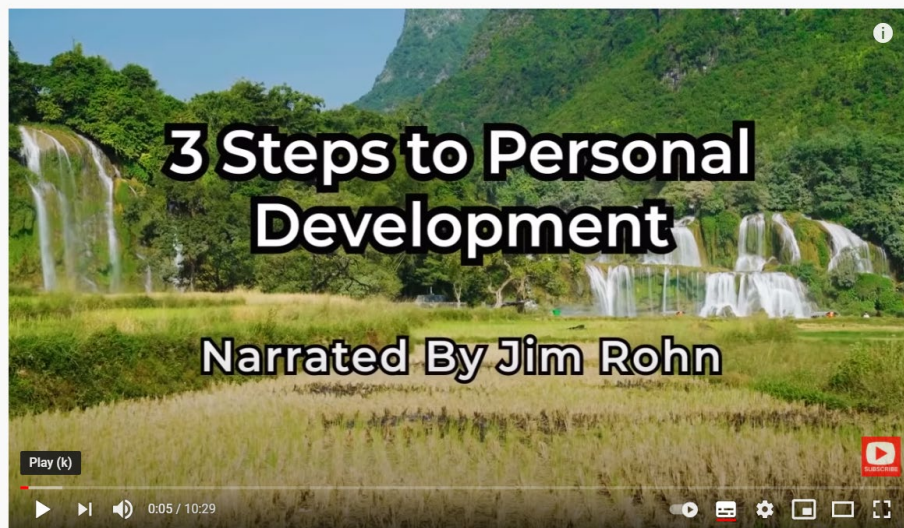 3 Steps to Personal
Development
Narrated By Jim Rohn
SUBSCRIBE
Play (k)
0:05 / 10:29